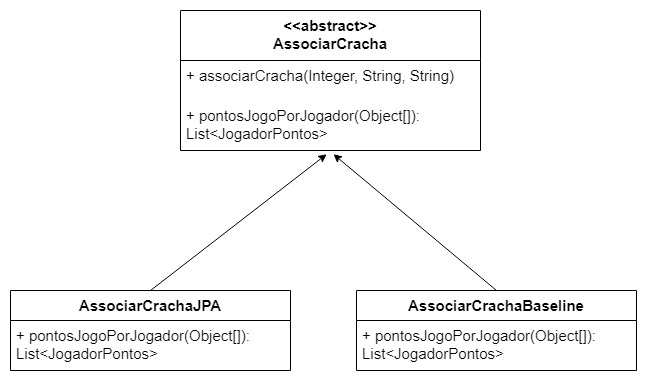 <<abstract>>
AssociarCracha
+ associarCracha(Integer, String, String)
+ pontosJogoPorJogador(Object[]):
List<JogadorPontos>
AssociarCrachaJPA
+ pontosJogoPorJogador(Object[]):
List<JogadorPontos>
AssociarCrachaBaseline
+ pontosJogoPorJogador(Object[]):
List<JogadorPontos>